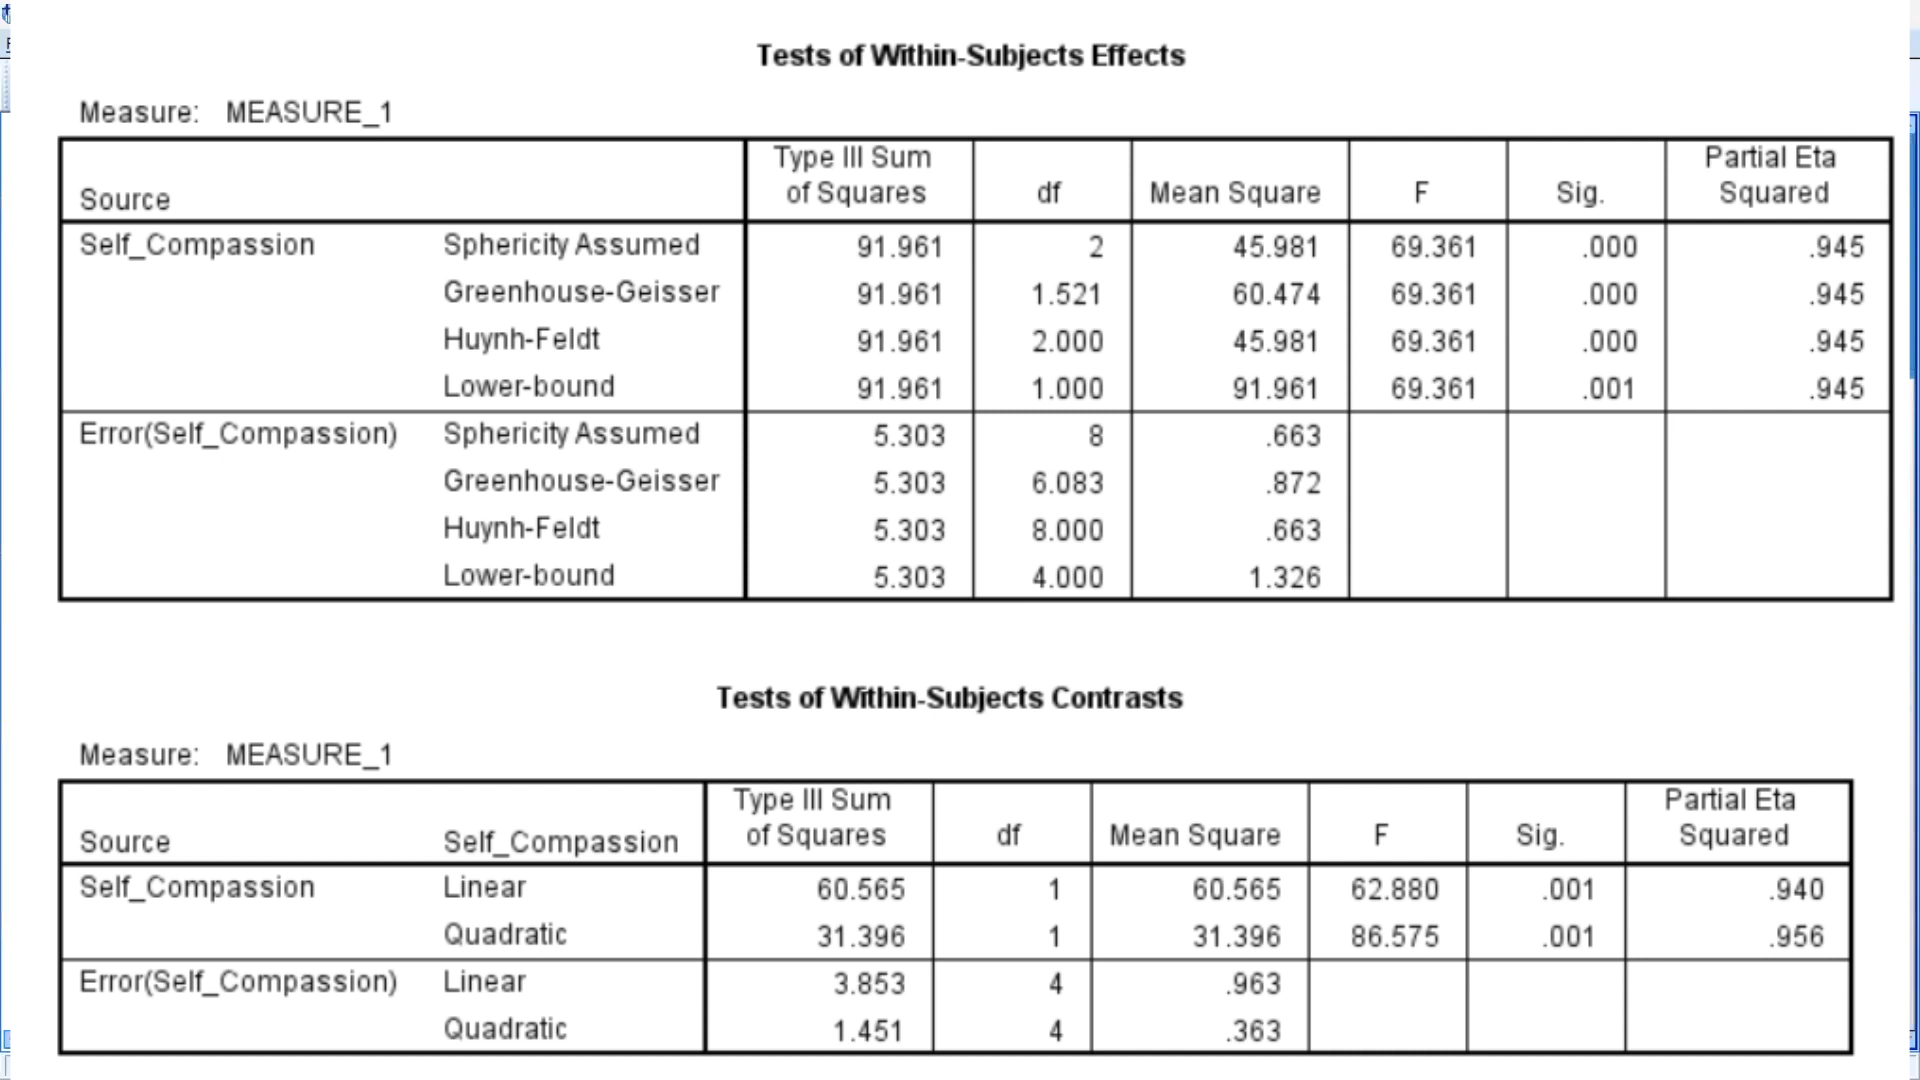 Tests of Within-Subjects Effects
Measure: MEASURE_1
Source Type III Sum of Squares df Mean Square F Sig. Partial Eta Squared
Self_Compassion Sphericity Assumed 91.961 2 45.981 69.361 .000 .945
Greenhouse-Geisser 91.961 1.521 60.474 69.361 .000 .945
Huynh-Feldt 91.961 2.000 45.981 69.361 .000 .945
Lower-bound 91.961 1.000 91.961 69.361 .001 .945
Error(Self_Compassion) Sphericity Assumed 5.303 8 .663
Greenhouse-Geisser 5.303 6.083 .872
Huynh-Feldt 5.303 8.000 .663
Lower-bound 5.303 4.000 1.326
Tests of Within-Subjects Contrasts
Measure: MEASURE_1
Source Self_Compassion Type III Sum of Squares df Mean Square F Sig. Partial Eta Squared
Self_Compassion Linear 60.565 1 60.565 62.880 .001 .940
Quadratic 31.396 1 31.396 86.575 .001 .956
Error(Self_Compassion) Linear 3.853 4 .963
Quadratic 1.451 4 .363